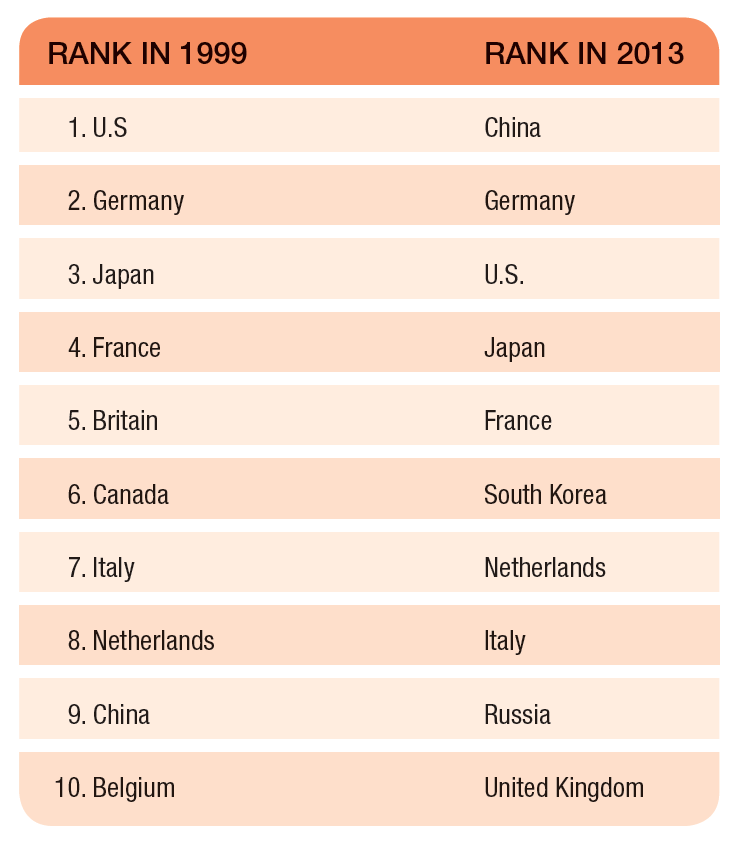 RANK IN 1999 RANK IN 2013
1. U.S China
2. Germany Germany
3. Japan U.S.
4. France Japan
5. Britain France
6. Canada South Korea
7. Italy Netherlands
8. Netherlands Italy
9. China Russia
10. Belgium United Kingdom